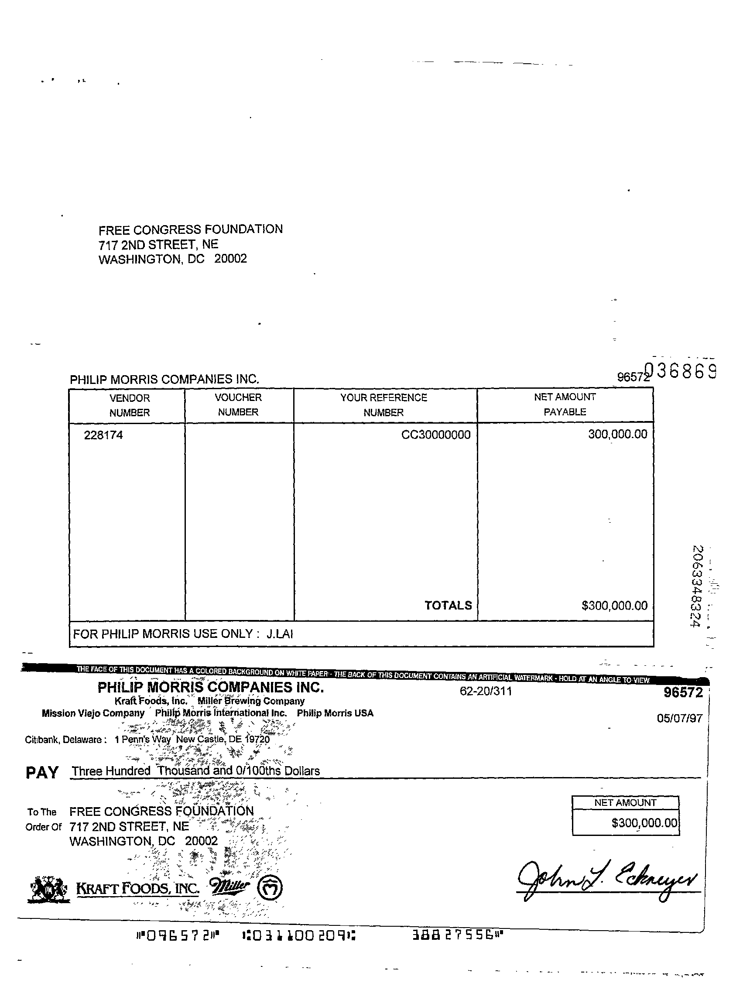 FREE CONGRESS FOUNDATION
717 2ND STREET, NE
WASHINGTON, DC 20002
PHILIP MORRIS COMPANIES INC.
96572 036869
VENDOR NUMBER VOUCHER NUMBER YOUR REFERENCE NUMBER NET AMOUNT PAYABLE
228174 CC30000000 300,000.00
TOTALS $300,000.00
FOR PHILIP MORRIS USE ONLY : J.LAI
2063348324
THE FACE OF THIS DOCUMENT HAS A COLORED BACKGROUND ON WHITE PAPER - THE BACK OF THIS DOCUMENT CONTAINS AN ARTIFICIAL WATERMARK - HOLD AT AN ANGLE TO VIEW
PHILIP MORRIS COMPANIES INC. 62-20/311 96572
Kraft Foods, Inc. Miller Brewing Company
Mission Viejo Company Philip Morris International Inc. Philip Morris USA 05/07/97
Citibank, Delaware : 1 Penn's Way New Castle, DE 19720
PAY Three Hundred Thousand and 0/100ths Dollars
NET AMOUNT
To The FREE CONGRESS FOUNDATION
Order Of 717 2ND STREET, NE $300,000.00
WASHINGTON, DC 20002
KRAFT FOODS, INC. Miller
⑈096572⑈ ⑆031100209⑆ 38827556⑈